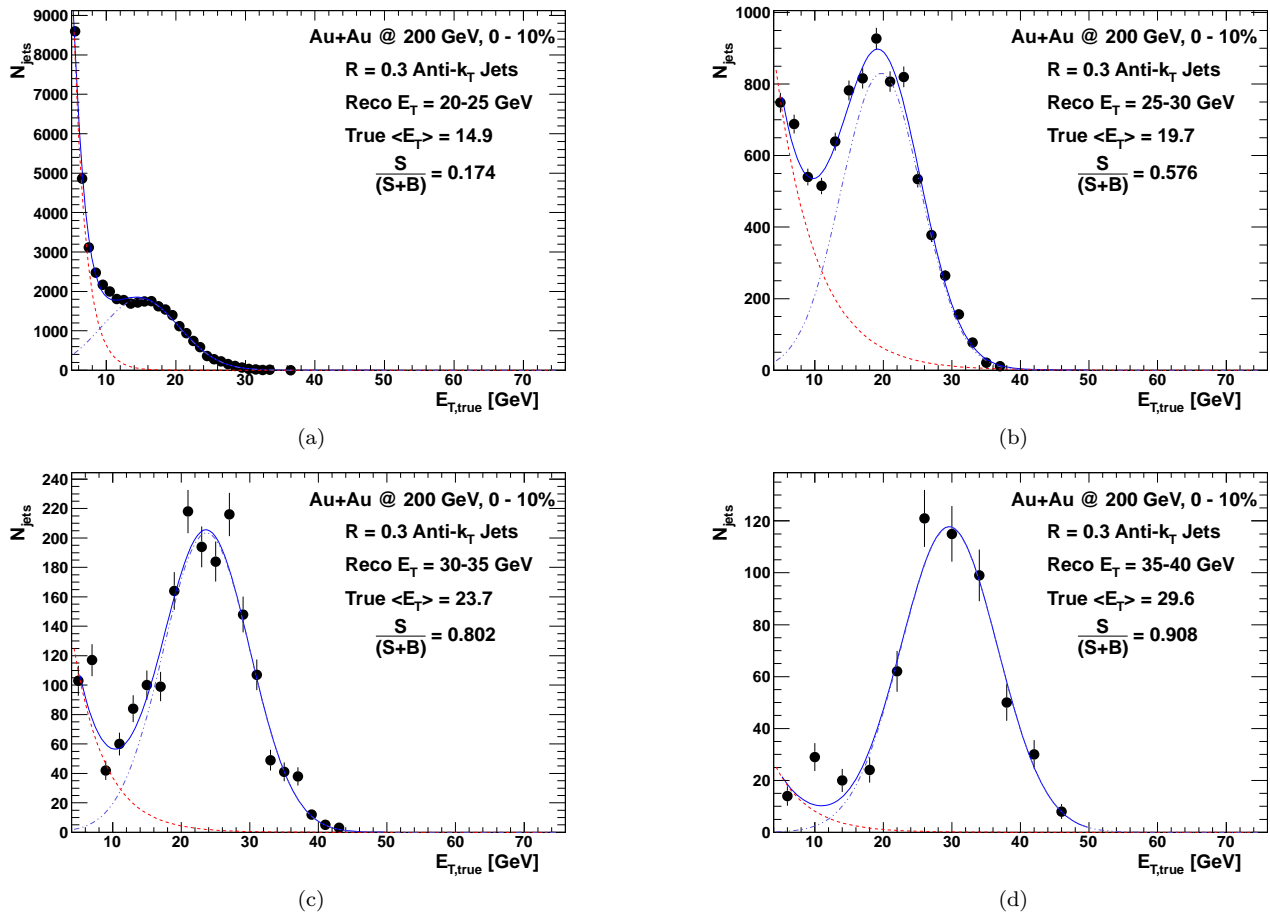 9000
8000
7000
6000
5000
4000
3000
2000
1000
0
N_jets
Au+Au @ 200 GeV, 0 - 10%
R = 0.3 Anti-k_T Jets
Reco E_T = 20-25 GeV
True <E_T> = 14.9
S
(S+B) = 0.174
10 20 30 40 50 60 70
E_T,true [GeV]
(a)
1000
800
600
400
200
0
N_jets
Au+Au @ 200 GeV, 0 - 10%
R = 0.3 Anti-k_T Jets
Reco E_T = 25-30 GeV
True <E_T> = 19.7
S
(S+B) = 0.576
10 20 30 40 50 60 70
E_T,true [GeV]
(b)
240
220
200
180
160
140
120
100
80
60
40
20
0
N_jets
Au+Au @ 200 GeV, 0 - 10%
R = 0.3 Anti-k_T Jets
Reco E_T = 30-35 GeV
True <E_T> = 23.7
S
(S+B) = 0.802
10 20 30 40 50 60 70
E_T,true [GeV]
(c)
120
100
80
60
40
20
0
N_jets
Au+Au @ 200 GeV, 0 - 10%
R = 0.3 Anti-k_T Jets
Reco E_T = 35-40 GeV
True <E_T> = 29.6
S
(S+B) = 0.908
10 20 30 40 50 60 70
E_T,true [GeV]
(d)